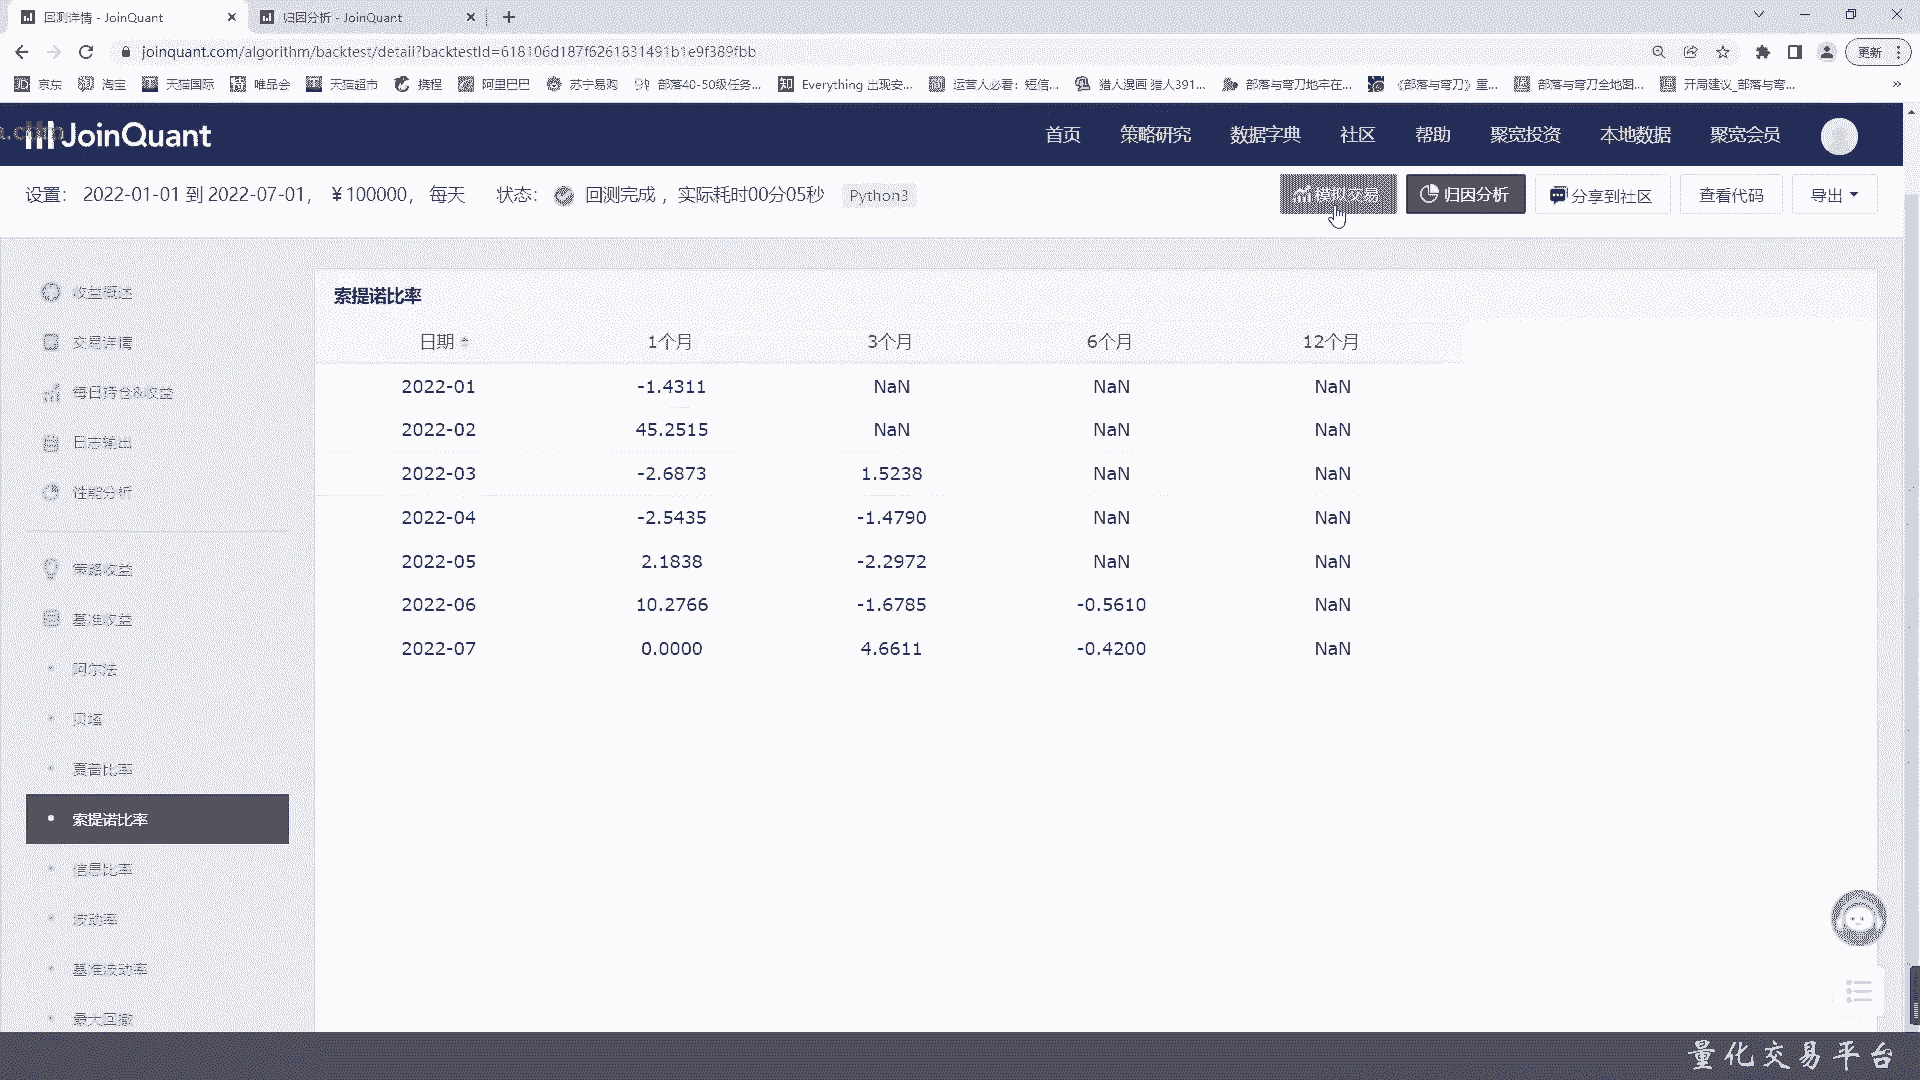 回测详情 - JoinQuant
归因分析 - JoinQuant
joinquant.com/algorithm/backtest/detail?backtestId=618106d187f6261831491b1e9f389fbb
更新
京东 淘宝 天猫国际 唯品会 天猫超市 携程 阿里巴巴 苏宁易购 部落40-50级任务... Everything 出现安... 运营人必看：短信... 猎人漫画 猎人391... 部落与弯刀地牢在... 《部落与弯刀》重... 部落与弯刀全地图... 开局建议_部落与弯...
JoinQuant
首页 策略研究 数据字典 社区 帮助 聚宽投资 本地数据 聚宽会员
设置： 2022-01-01 到 2022-07-01， ￥100000， 每天 状态： 回测完成 ，实际耗时00分05秒 Python3
模拟交易 归因分析 分享到社区 查看代码 导出
收益概述
交易详情
每日持仓&收益
日志输出
性能分析
策略收益
基准收益
阿尔法
贝塔
夏普比率
索提诺比率
信息比率
波动率
基准波动率
最大回撤
索提诺比率
日期 1个月 3个月 6个月 12个月
2022-01 -1.4311 NaN NaN NaN
2022-02 45.2515 NaN NaN NaN
2022-03 -2.6873 1.5238 NaN NaN
2022-04 -2.5435 -1.4790 NaN NaN
2022-05 2.1838 -2.2972 NaN NaN
2022-06 10.2766 -1.6785 -0.5610 NaN
2022-07 0.0000 4.6611 -0.4200 NaN
量化交易平台